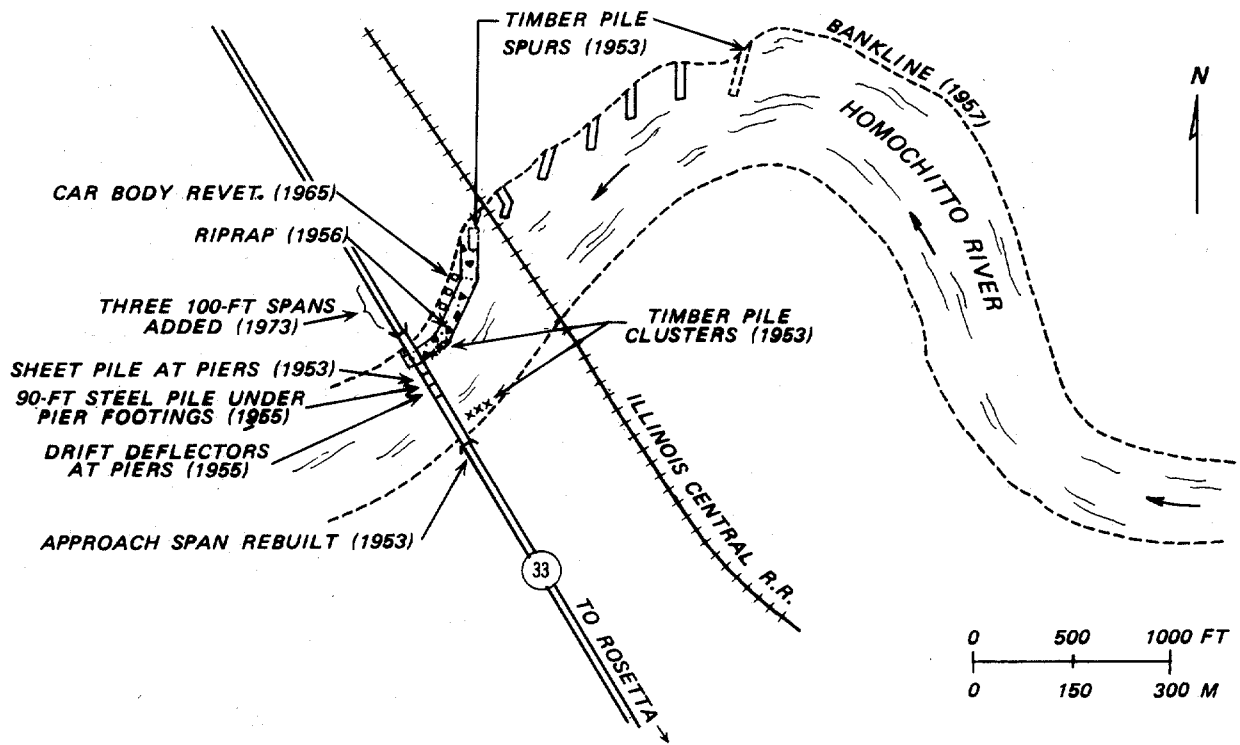 TIMBER PILE
SPURS (1953)
BANKLINE (1957)
N
HOMOCHITTO RIVER
CAR BODY REVET. (1965)
RIPRAP (1956)
THREE 100-FT SPANS
ADDED (1973)
TIMBER PILE
CLUSTERS (1953)
SHEET PILE AT PIERS (1953)
90-FT STEEL PILE UNDER
PIER FOOTINGS (1955)
DRIFT DEFLECTORS
AT PIERS (1955)
ILLINOIS CENTRAL R.R.
APPROACH SPAN REBUILT (1953)
33
TO ROSETTA
0 500 1000 FT
0 150 300 M